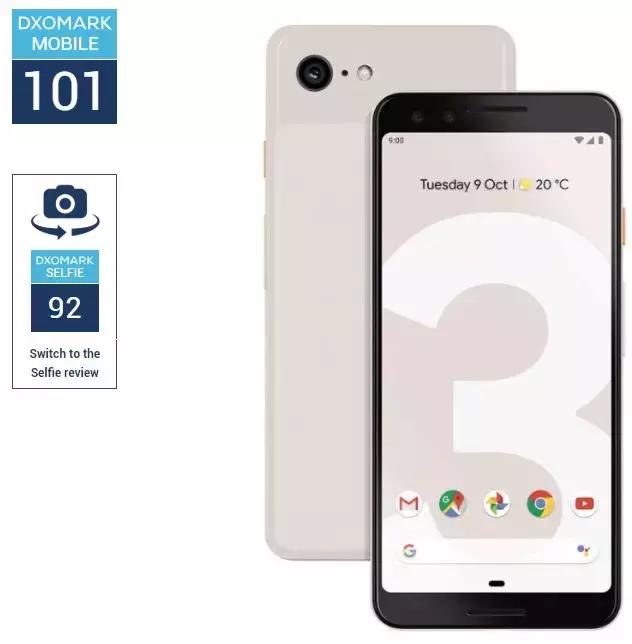 DXOMARK
MOBILE
101
DXOMARK
SELFIE
92
Switch to the
Selfie review
9:00
Tuesday 9 Oct | 20 °C
3
M
G
G